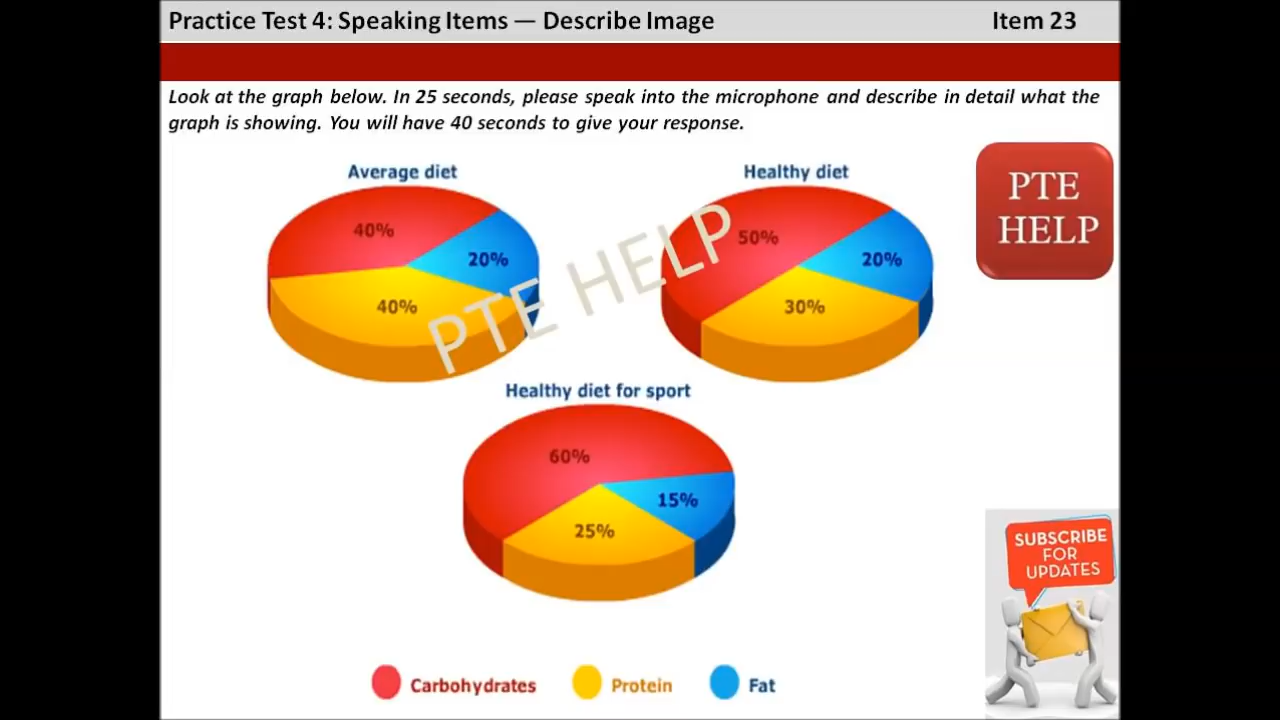 Practice Test 4: Speaking Items — Describe Image
Item 23
Look at the graph below. In 25 seconds, please speak into the microphone and describe in detail what the
graph is showing. You will have 40 seconds to give your response.
PTE
HELP
Average diet
40%
20%
40%
Healthy diet
50%
20%
30%
PTE HELP
Healthy diet for sport
60%
15%
25%
SUBSCRIBE
FOR
UPDATES
Carbohydrates
Protein
Fat